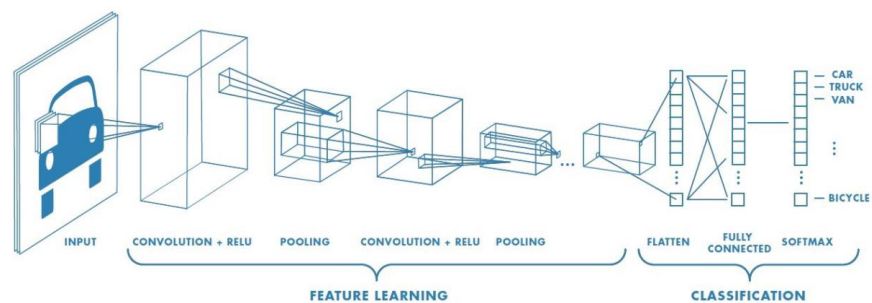 CAR
TRUCK
VAN
BICYCLE
INPUT
CONVOLUTION + RELU
POOLING
CONVOLUTION + RELU
POOLING
FLATTEN
FULLY
CONNECTED
SOFTMAX
FEATURE LEARNING
CLASSIFICATION